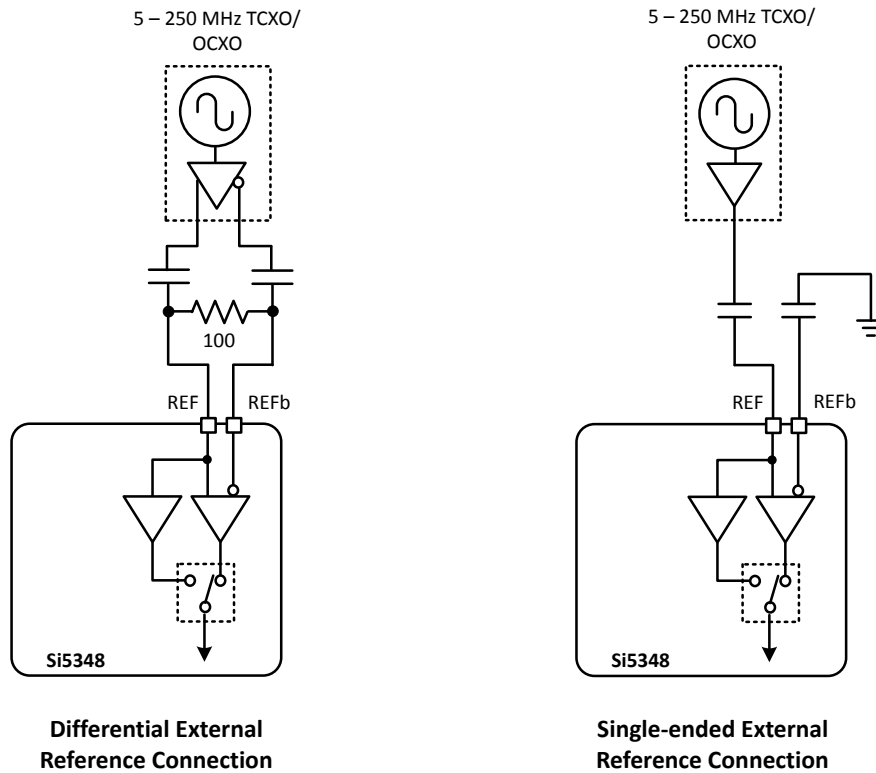 5 – 250 MHz TCXO/
OCXO
100
REF
REFb
Si5348
Differential External
Reference Connection
5 – 250 MHz TCXO/
OCXO
REF
REFb
Si5348
Single-ended External
Reference Connection